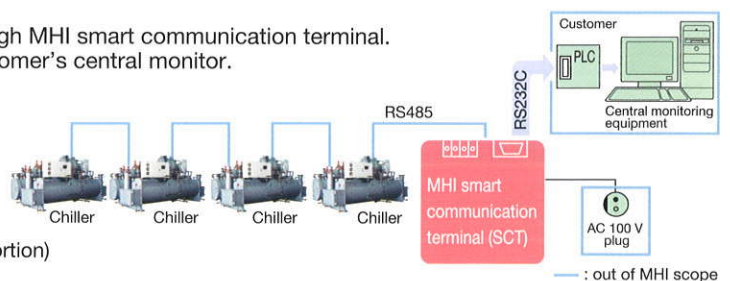 gh MHI smart communication terminal.
omer's central monitor.
Customer
PLC
Central monitoring
equipment
RS232C
RS485
MHI smart
communication
terminal (SCT)
Chiller
Chiller
Chiller
Chiller
AC 100 V
plug
rtion)
: out of MHI scope